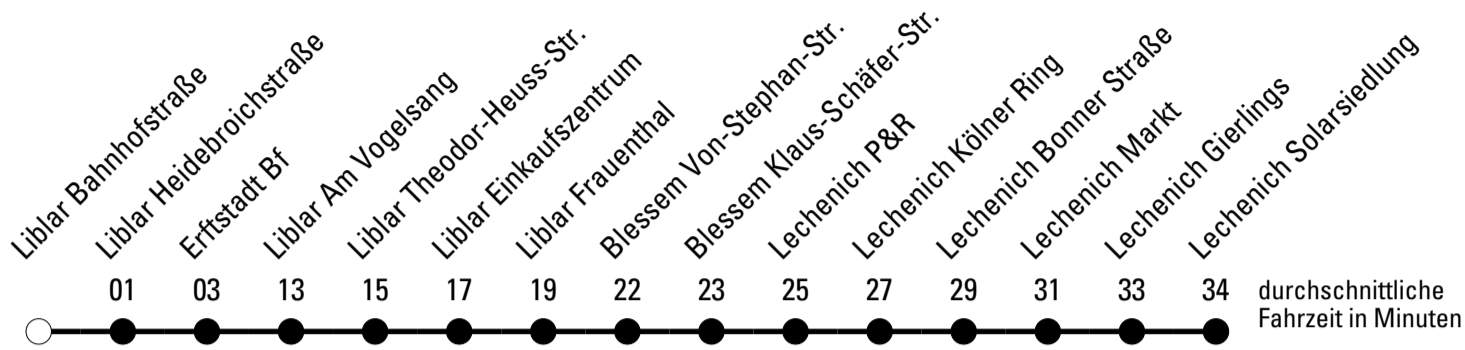 Liblar Bahnhofstraße
Liblar Heidebroichstraße
Erftstadt Bf
Liblar Am Vogelsang
Liblar Theodor-Heuss-Str.
Liblar Einkaufszentrum
Liblar Frauenthal
Blessem Von-Stephan-Str.
Blessem Klaus-Schäfer-Str.
Lechenich P&R
Lechenich Kölner Ring
Lechenich Bonner Straße
Lechenich Markt
Lechenich Gierlings
Lechenich Solarsiedlung
01 03 13 15 17 19 22 23 25 27 29 31 33 34
durchschnittliche
Fahrzeit in Minuten